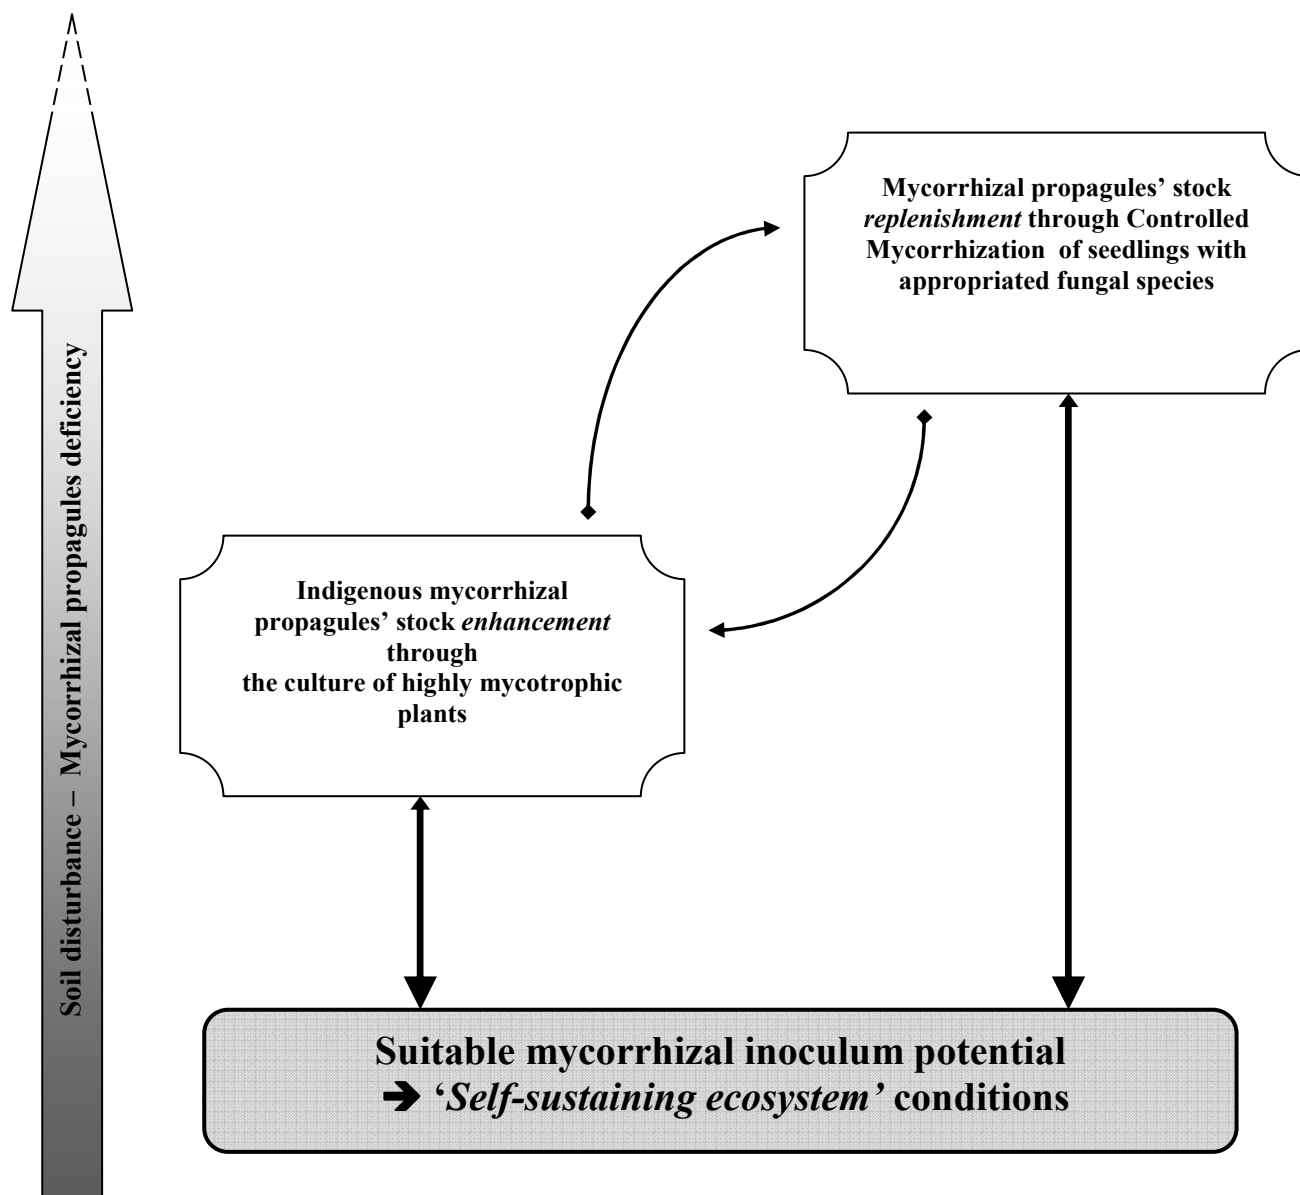 Mycorrhizal propagules’ stock
replenishment through Controlled
Mycorrhization of seedlings with
appropriated fungal species
Soil disturbance – Mycorrhizal propagules deficiency
Indigenous mycorrhizal
propagules’ stock enhancement
through
the culture of highly mycotrophic
plants
Suitable mycorrhizal inoculum potential
➔ ‘Self-sustaining ecosystem’ conditions